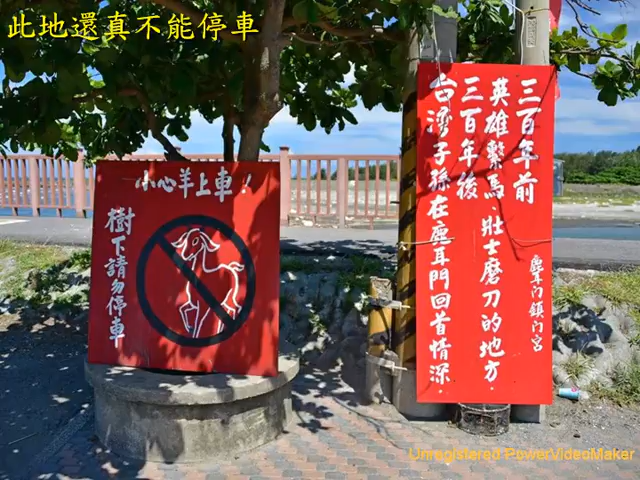 此地還真不能停車
小心羊上車！
樹下請勿停車
三百年前
英雄繫馬 壯士磨刀的地方．
三百年後
台灣子孫在鹿耳門回首情深．
鹿耳門鎮門宮
Unregistered PowerVideoMaker